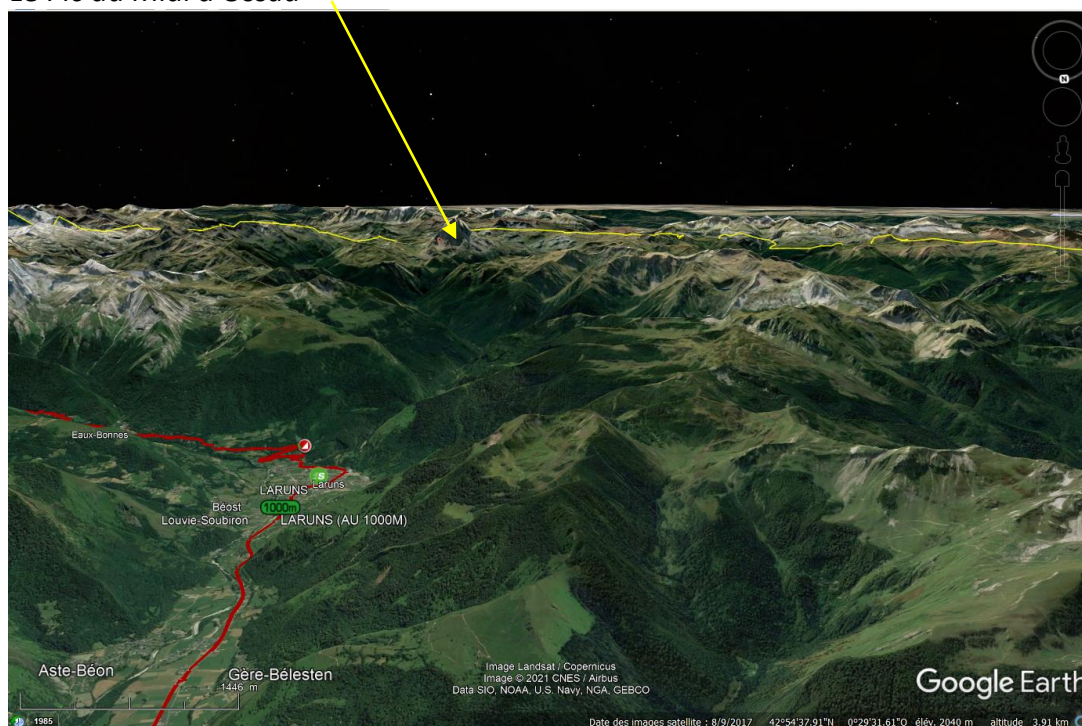 Le Pic du Midi d'Ossau
N
Eaux-Bonnes
S
LARUNS
Laruns
Béost
1000m
Louvie-Soubiron
LARUNS (AU 1000M)
Aste-Béon
Gère-Bélesten
1446 m
Image Landsat / Copernicus
Image © 2021 CNES / Airbus
Data SIO, NOAA, U.S. Navy, NGA, GEBCO
Google Earth
1985
Date des images satellite : 8/9/2017 42°54'37.91"N 0°29'31.61"O élév. 2040 m altitude 3.91 km